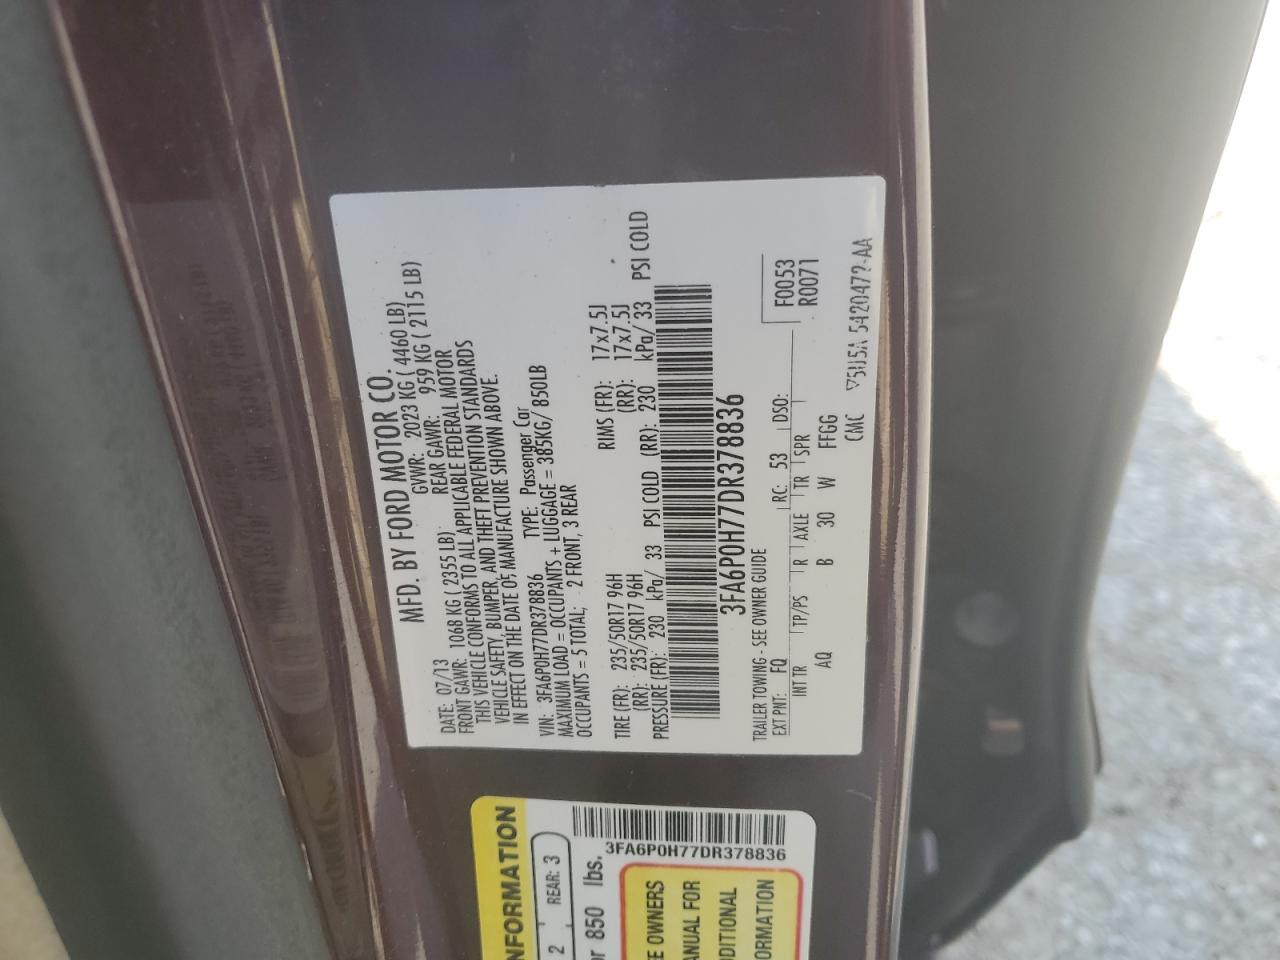 MFD. BY FORD MOTOR CO.
DATE: 07/13 GVWR: 2023 KG ( 4460 LB)
FRONT GAWR: 1068 KG ( 2355 LB) REAR GAWR: 959 KG ( 2115 LB)
THIS VEHICLE CONFORMS TO ALL APPLICABLE FEDERAL MOTOR
VEHICLE SAFETY, BUMPER, AND THEFT PREVENTION STANDARDS
IN EFFECT ON THE DATE OF MANUFACTURE SHOWN ABOVE.
VIN: 3FA6P0H77DR378836 TYPE: Passenger Car
MAXIMUM LOAD = OCCUPANTS + LUGGAGE = 385KG/ 850LB
OCCUPANTS = 5 TOTAL; 2 FRONT, 3 REAR
TIRE (FR): 235/50R17 96H RIMS (FR): 17x7.5J
(RR): 235/50R17 96H (RR): 17x7.5J
PRESSURE (FR): 230 kPa/ 33 PSI COLD (RR): 230 kPa/ 33 PSI COLD
3FA6P0H77DR378836
TRAILER TOWING - SEE OWNER GUIDE F0053
EXT PNT: FQ RC: 53 DSO: R0071
INT TR TP/PS R AXLE TR SPR
AQ B 30 W FFGG
CMC
3FA6P0H77DR378836
NFORMATION
2 REAR: 3
or 850 lbs.
E OWNERS
ANUAL FOR
DDITIONAL
ORMATION